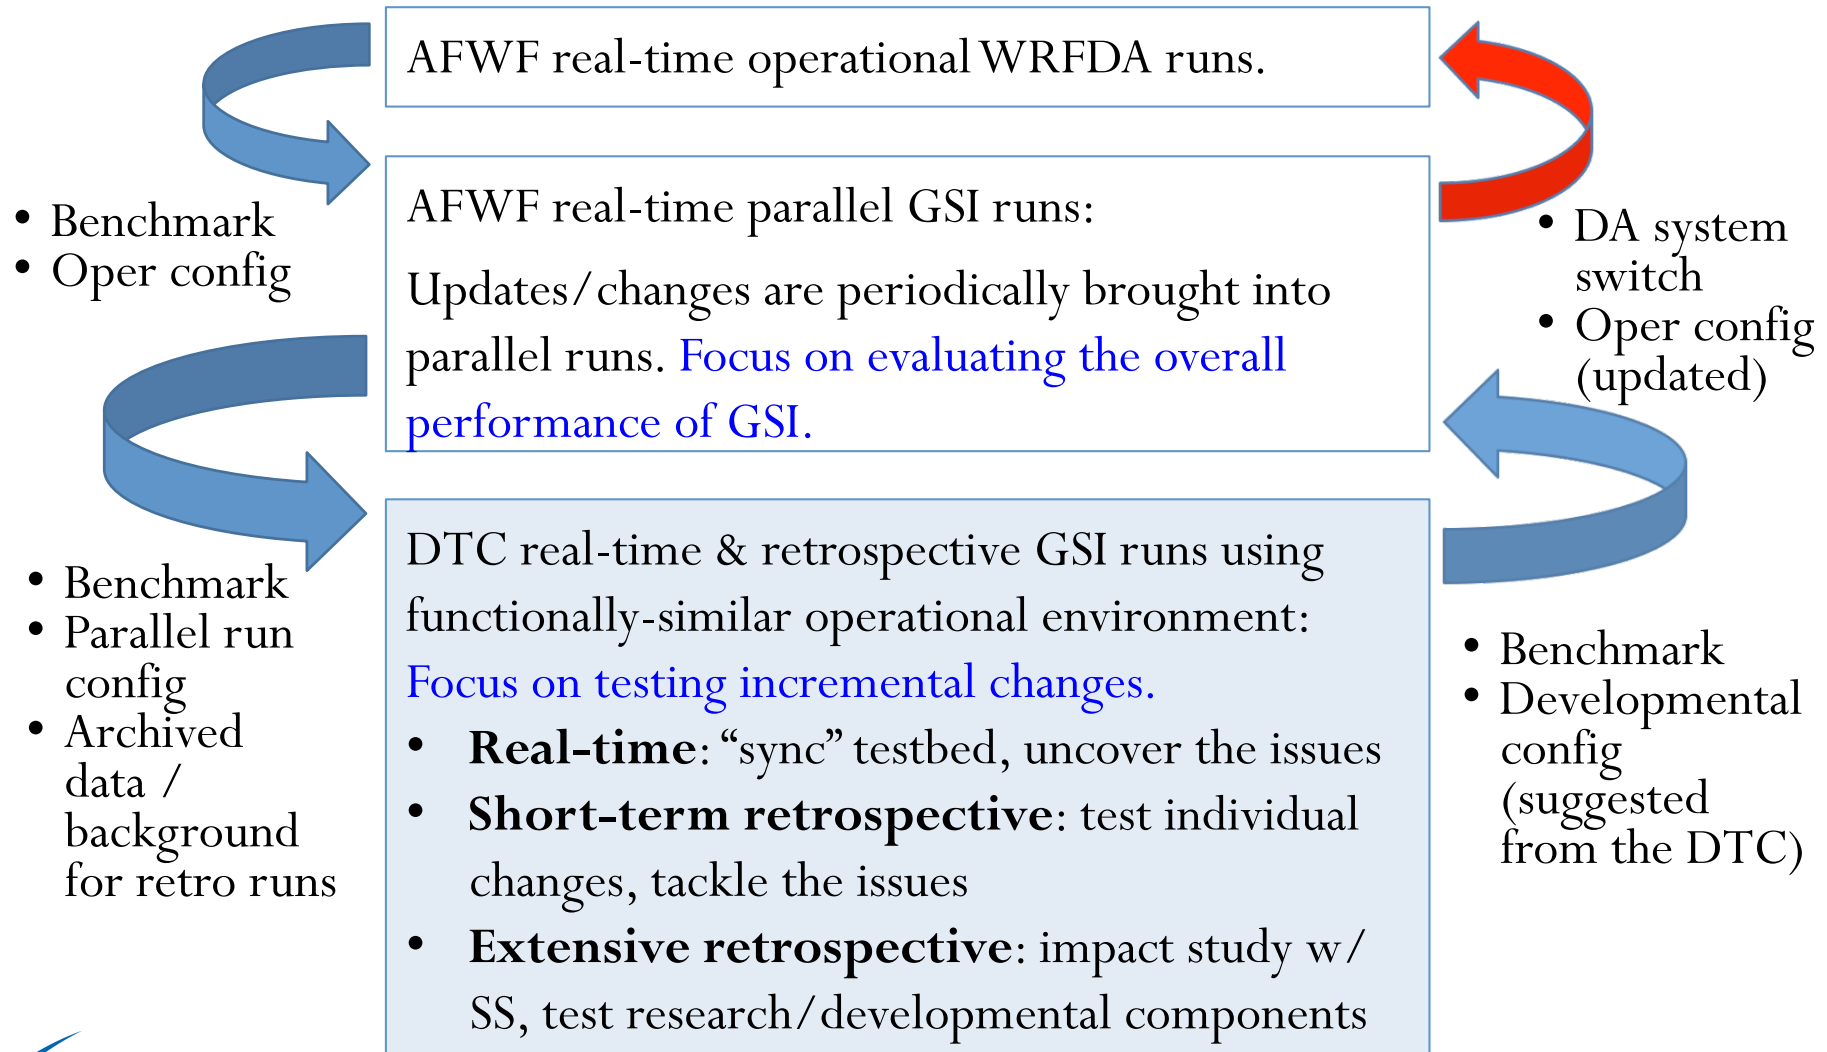 AFWF real-time operational WRFDA runs.
AFWF real-time parallel GSI runs:
Updates/changes are periodically brought into
parallel runs. Focus on evaluating the overall
performance of GSI.
• Benchmark
• Oper config
• DA system
switch
• Oper config
(updated)
DTC real-time & retrospective GSI runs using
functionally-similar operational environment:
Focus on testing incremental changes.
• Real-time: “sync” testbed, uncover the issues
• Short-term retrospective: test individual
changes, tackle the issues
• Extensive retrospective: impact study w/
SS, test research/developmental components
• Benchmark
• Parallel run
config
• Archived
data /
background
for retro runs
• Benchmark
• Developmental
config
(suggested
from the DTC)